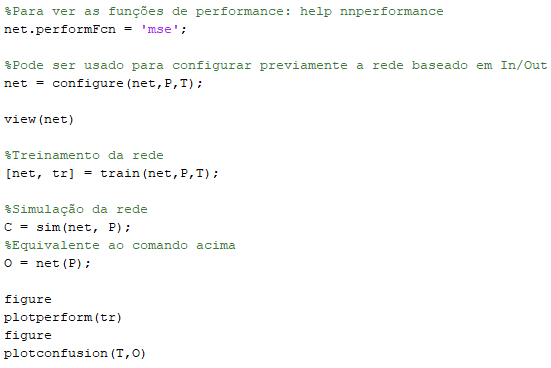 %Para ver as funções de performance: help nnperformance
net.performFcn = 'mse';
%Pode ser usado para configurar previamente a rede baseado em In/Out
net = configure(net,P,T);
view(net)
%Treinamento da rede
[net, tr] = train(net,P,T);
%Simulação da rede
C = sim(net, P);
%Equivalente ao comando acima
O = net(P);
figure
plotperform(tr)
figure
plotconfusion(T,O)